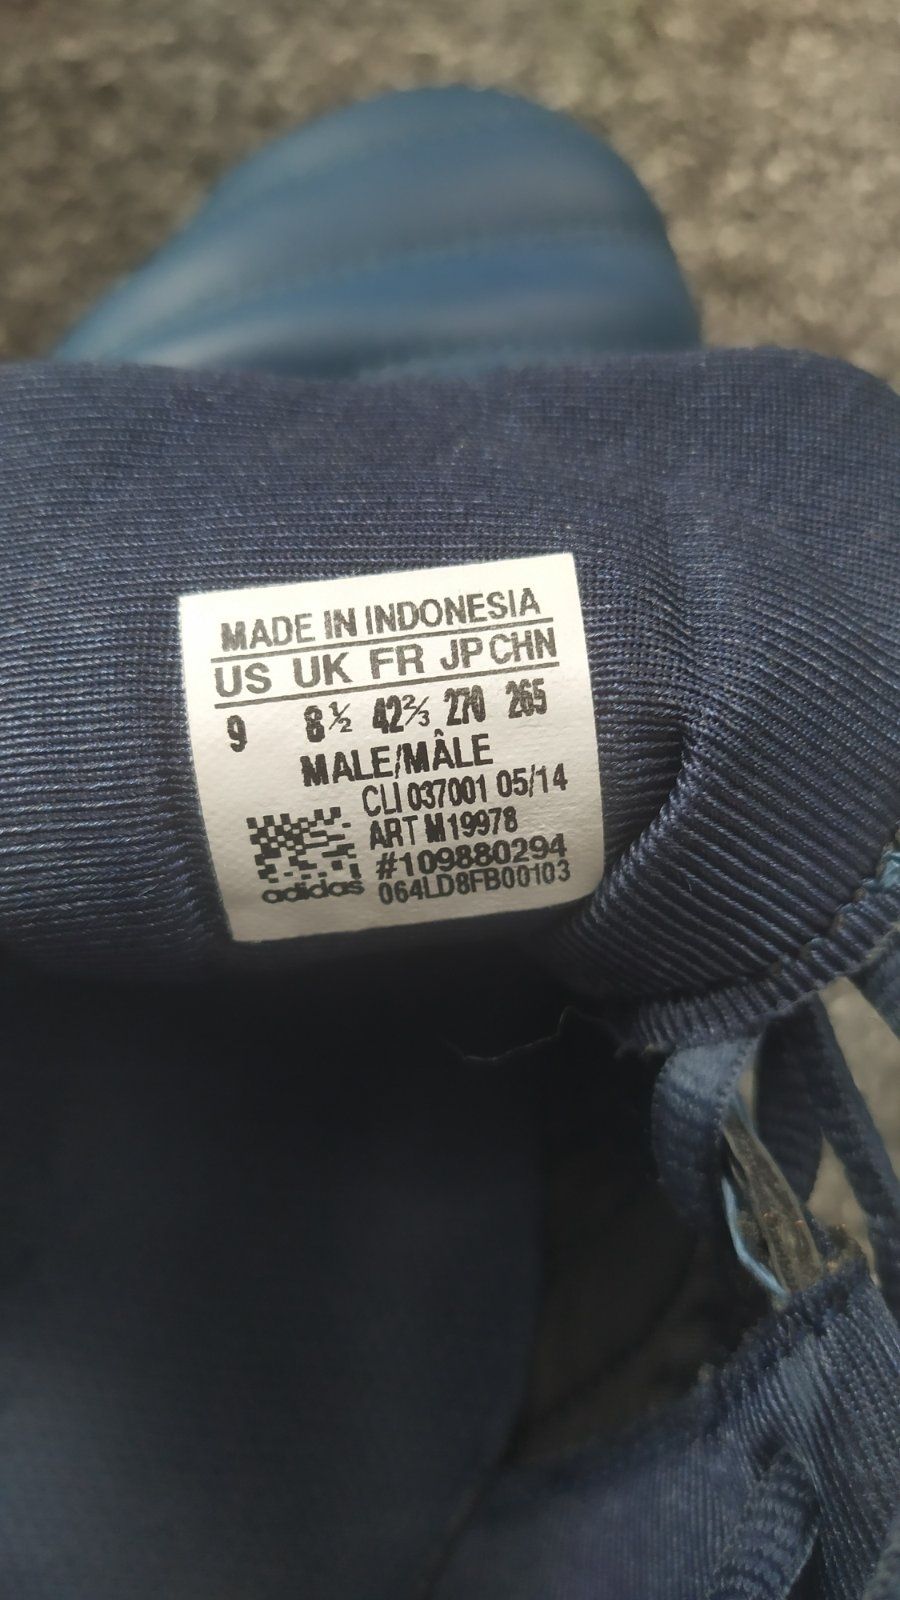 MADE IN INDONESIA
US UK FR JP CHN
9 8½ 42⅔ 270 265
MALE/MÂLE
CLI 037001 05/14
ART M19978
#109880294
adidas 064LD8FB00103